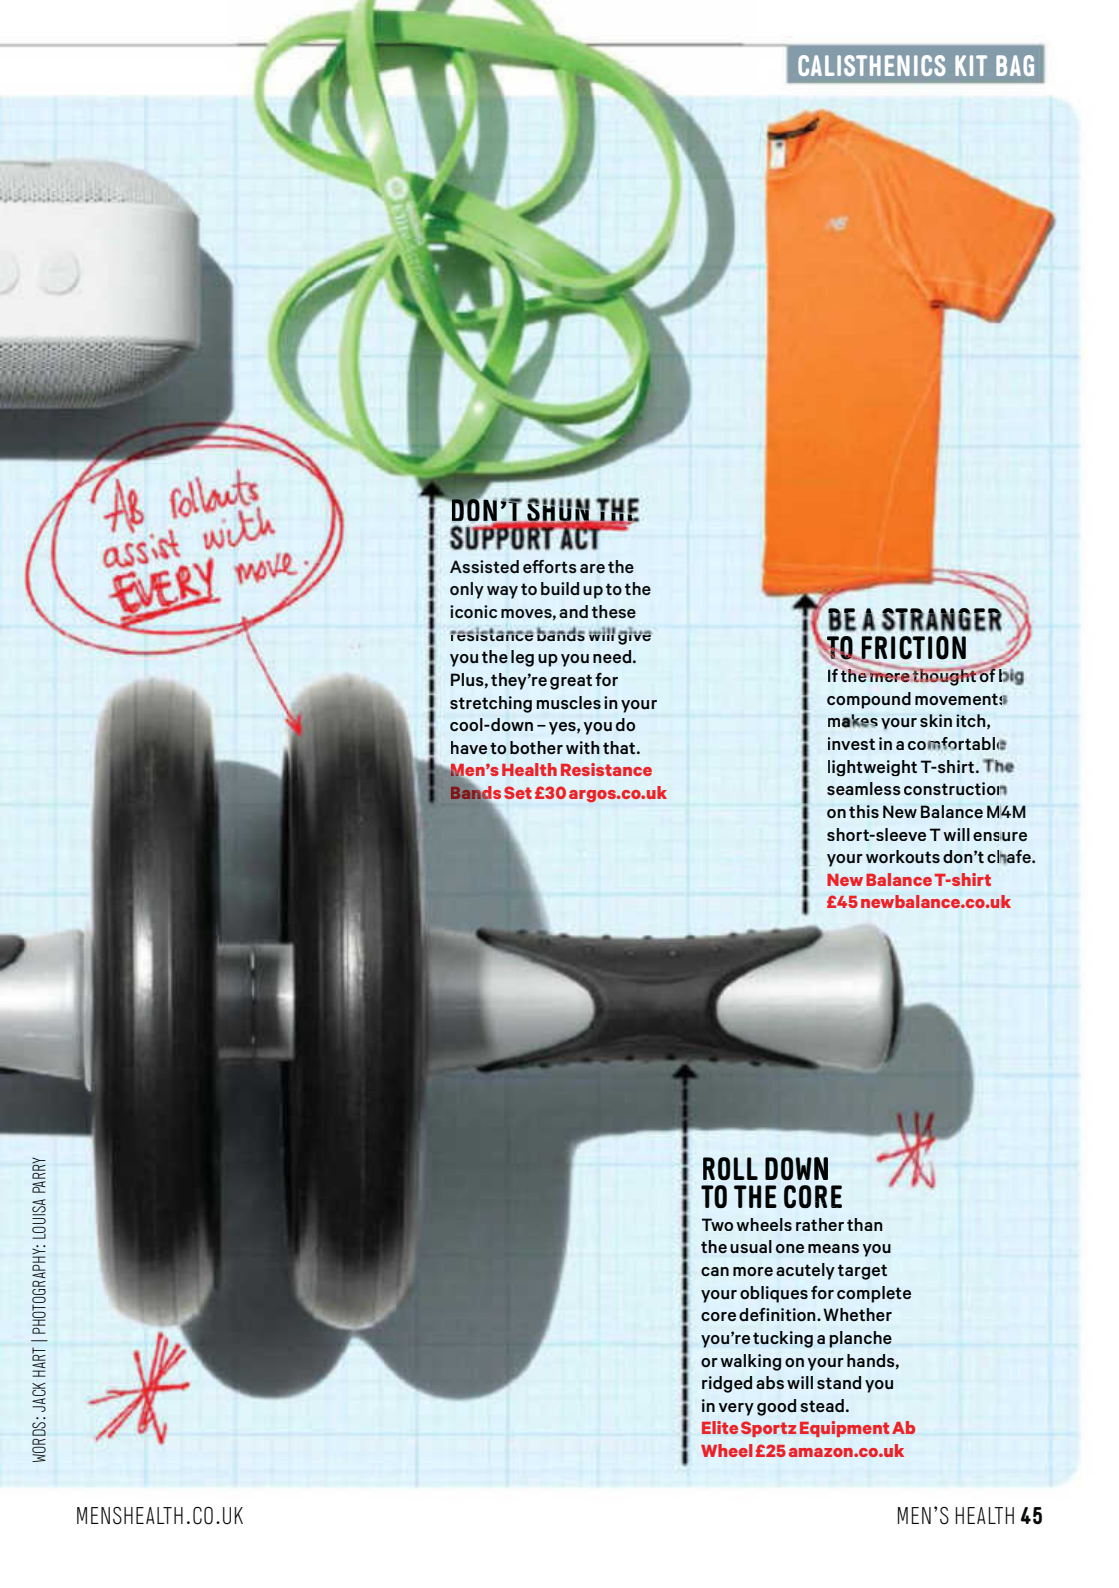 CALISTHENICS KIT BAG
AB rollouts
assist with
EVERY move.
DON'T SHUN THE
SUPPORT ACT
Assisted efforts are the
only way to build up to the
iconic moves, and these
resistance bands will give
you the leg up you need.
Plus, they're great for
stretching muscles in your
cool-down – yes, you do
have to bother with that.
Men's Health Resistance
Bands Set £30 argos.co.uk
BE A STRANGER
TO FRICTION
If the mere thought of big
compound movements
makes your skin itch,
invest in a comfortable
lightweight T-shirt. The
seamless construction
on this New Balance M4M
short-sleeve T will ensure
your workouts don't chafe.
New Balance T-shirt
£45 newbalance.co.uk
ROLL DOWN
TO THE CORE
Two wheels rather than
the usual one means you
can more acutely target
your obliques for complete
core definition. Whether
you're tucking a planche
or walking on your hands,
ridged abs will stand you
in very good stead.
Elite Sportz Equipment Ab
Wheel £25 amazon.co.uk
WORDS: JACK HART | PHOTOGRAPHY: LOUISA PARRY
MENSHEALTH.CO.UK
MEN'S HEALTH 45